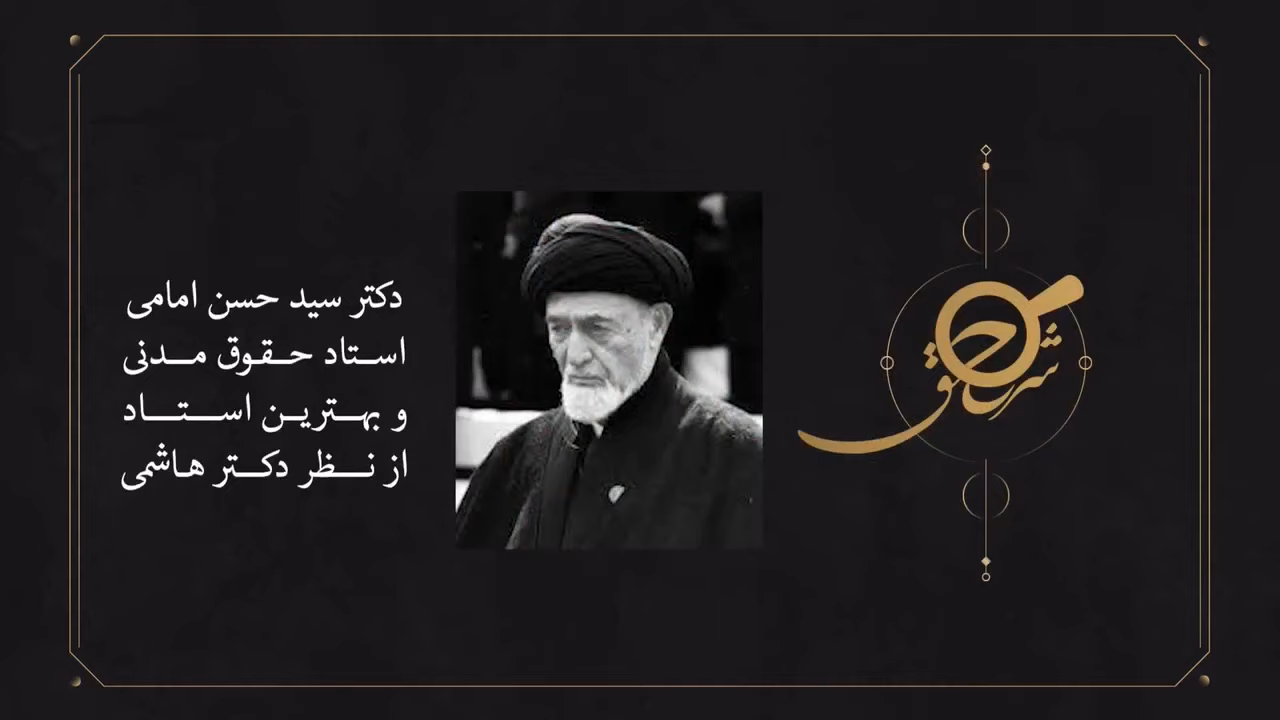 دکتر سید حسن امامی
استاد حقوق مدنی
و بهترین استاد
از نظر دکتر هاشمی